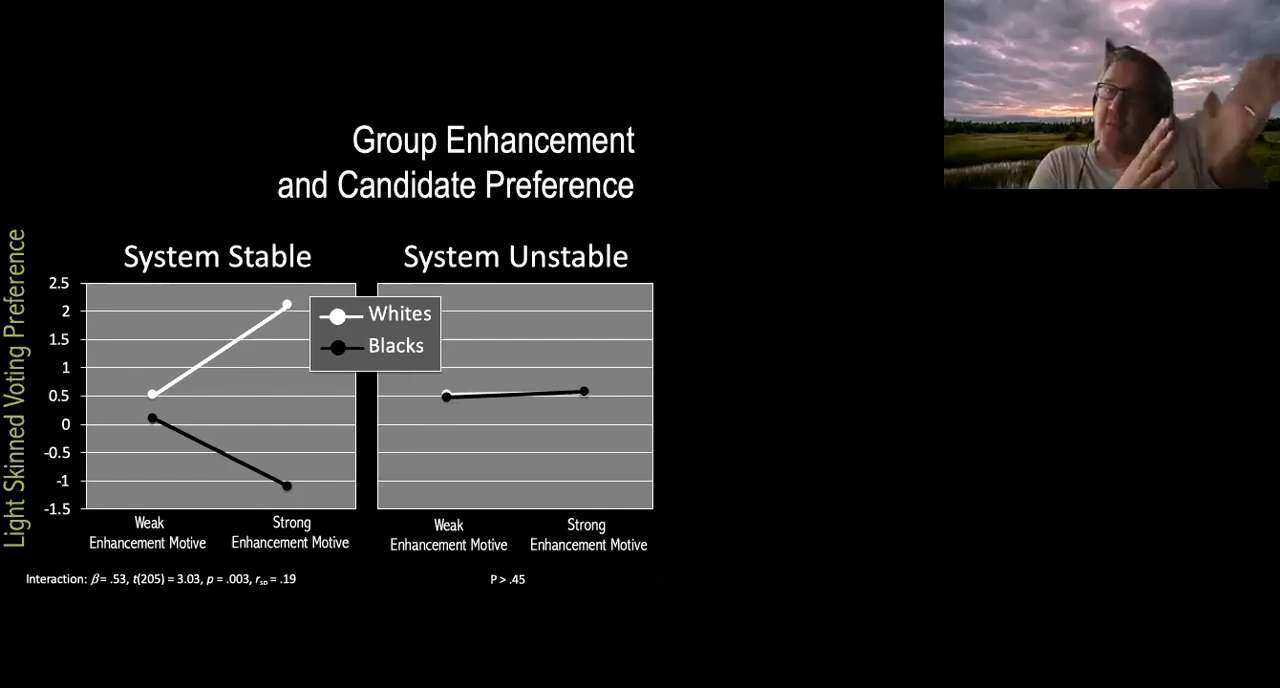 Group Enhancement
and Candidate Preference
Light Skinned Voting Preference
System Stable
System Unstable
2.5
2
1.5
1
0.5
0
-0.5
-1
-1.5
Whites
Blacks
Weak
Enhancement Motive
Strong
Enhancement Motive
Weak
Enhancement Motive
Strong
Enhancement Motive
Interaction: β = .53, t(205) = 3.03, p = .003, rsp = .19
P > .45